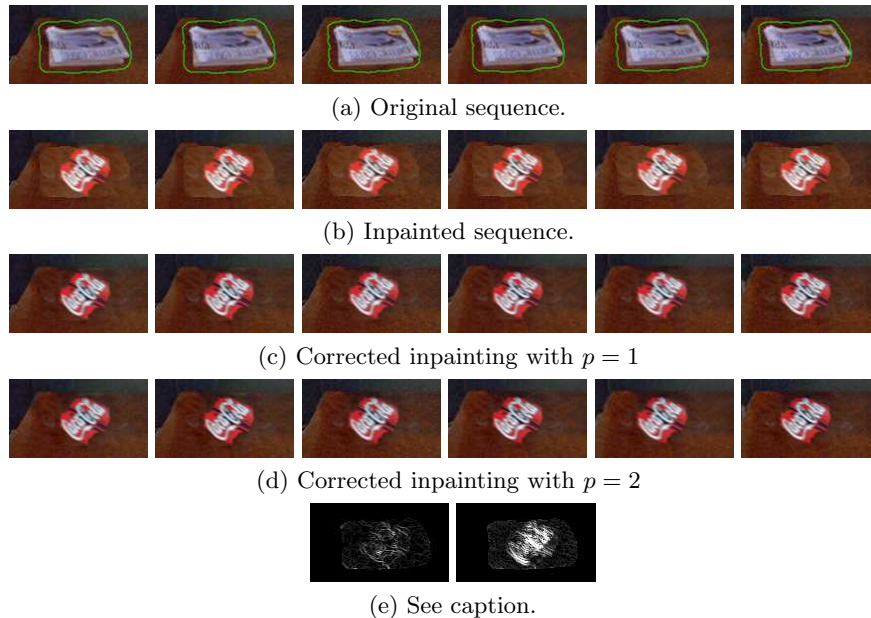 (a) Original sequence.
(b) Inpainted sequence.
(c) Corrected inpainting with p = 1
(d) Corrected inpainting with p = 2
(e) See caption.